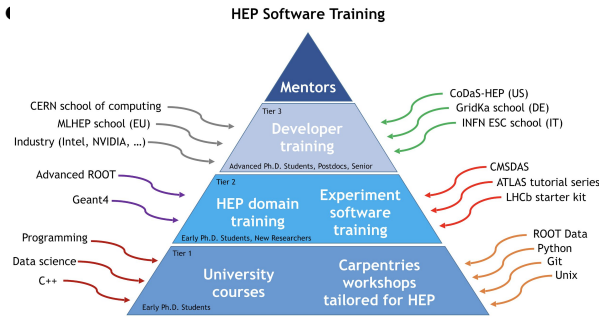 HEP Software Training
Mentors
CERN school of computing
MLHEP school (EU)
Industry (Intel, NVIDIA, …)
Tier 3
Developer
training
Advanced Ph.D. Students, Postdocs, Senior
CoDaS-HEP (US)
GridKa school (DE)
INFN ESC school (IT)
Advanced ROOT
Geant4
Tier 2
HEP domain
training
Experiment
software
training
Early Ph.D. Students, New Researchers
CMSDAS
ATLAS tutorial series
LHCb starter kit
Programming
Data science
C++
Tier 1
University
courses
Carpentries
workshops
tailored for HEP
Early Ph.D. Students
ROOT Data
Python
Git
Unix